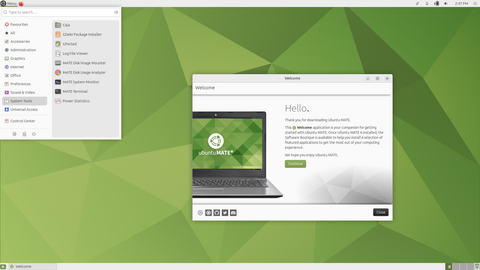 Menu
2:47 PM
Type to search...
Favourites
All
Accessories
Administration
Graphics
Internet
Office
Preferences
Sound & Video
System Tools
Universal Access
Control Center
Caja
GDebi Package Installer
GParted
Log File Viewer
MATE Disk Image Mounter
MATE Disk Usage Analyzer
MATE System Monitor
MATE Terminal
Power Statistics
Welcome
Welcome
Hello.
Thank you for downloading Ubuntu MATE.
This Welcome application is your companion for getting
started with Ubuntu MATE. Once Ubuntu MATE is installed, the
Software Boutique is available to help you install a selection of
featured applications to get the most out of your computing
experience.
We hope you enjoy Ubuntu MATE.
Continue
ubuntu MATE
Close
Welcome